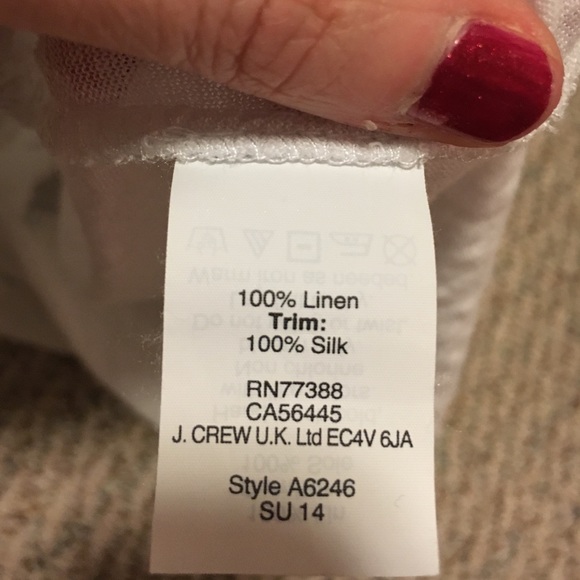 100% Linen
Trim:
100% Silk
RN77388
CA56445
J. CREW U.K. Ltd EC4V 6JA
Style A6246
SU 14